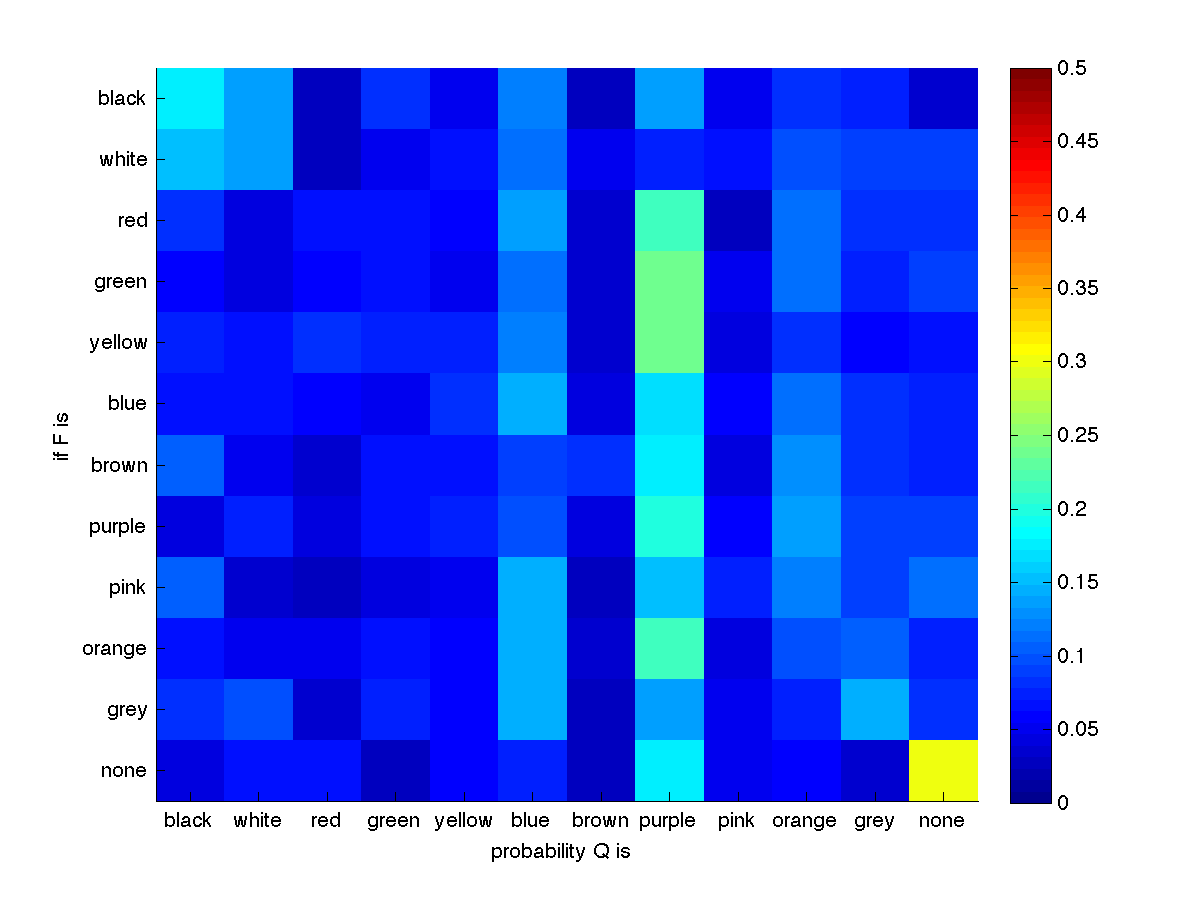 black
white
red
green
yellow
blue
brown
purple
pink
orange
grey
none
if F is
black white red green yellow blue brown purple pink orange grey none
probability Q is
0.5
0.45
0.4
0.35
0.3
0.25
0.2
0.15
0.1
0.05
0